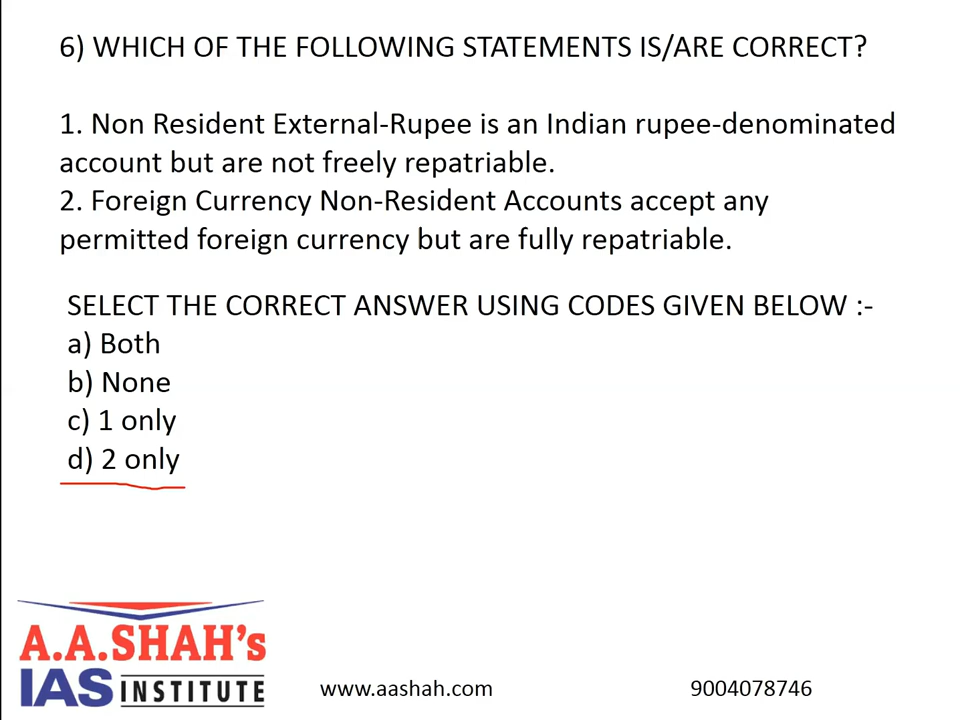 6) WHICH OF THE FOLLOWING STATEMENTS IS/ARE CORRECT?
1. Non Resident External-Rupee is an Indian rupee-denominated
account but are not freely repatriable.
2. Foreign Currency Non-Resident Accounts accept any
permitted foreign currency but are fully repatriable.
SELECT THE CORRECT ANSWER USING CODES GIVEN BELOW :-
a) Both
b) None
c) 1 only
d) 2 only
A.A.SHAH's
IAS INSTITUTE
www.aashah.com
9004078746